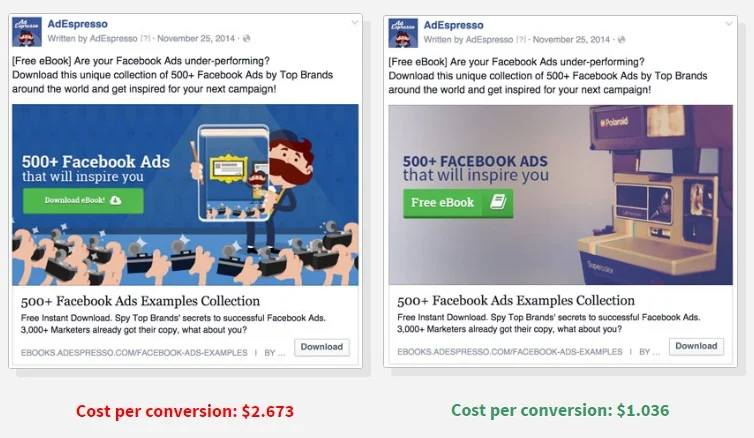 Ad
Espresso
AdEspresso
Written by AdEspresso [?] · November 25, 2014 ·
[Free eBook] Are your Facebook Ads under-performing?
Download this unique collection of 500+ Facebook Ads by Top Brands
around the world and get inspired for your next campaign!
500+ Facebook Ads
that will inspire you
Download eBook!
500+ Facebook Ads Examples Collection
Free Instant Download. Spy Top Brands' secrets to successful Facebook Ads.
3,000+ Marketers already got their copy, what about you?
EBOOKS.ADESPRESSO.COM/FACEBOOK-ADS-EXAMPLES | BY ...
Download
Cost per conversion: $2.673
Ad
Espresso
AdEspresso
Written by AdEspresso [?] · November 25, 2014 ·
[Free eBook] Are your Facebook Ads under-performing?
Download this unique collection of 500+ Facebook Ads by Top Brands
around the world and get inspired for your next campaign!
Polaroid
500+ FACEBOOK ADS
that will inspire you
Free eBook
Supercolor
500+ Facebook Ads Examples Collection
Free Instant Download. Spy Top Brands' secrets to successful Facebook Ads.
3,000+ Marketers already got their copy, what about you?
EBOOKS.ADESPRESSO.COM/FACEBOOK-ADS-EXAMPLES | BY ...
Download
Cost per conversion: $1.036